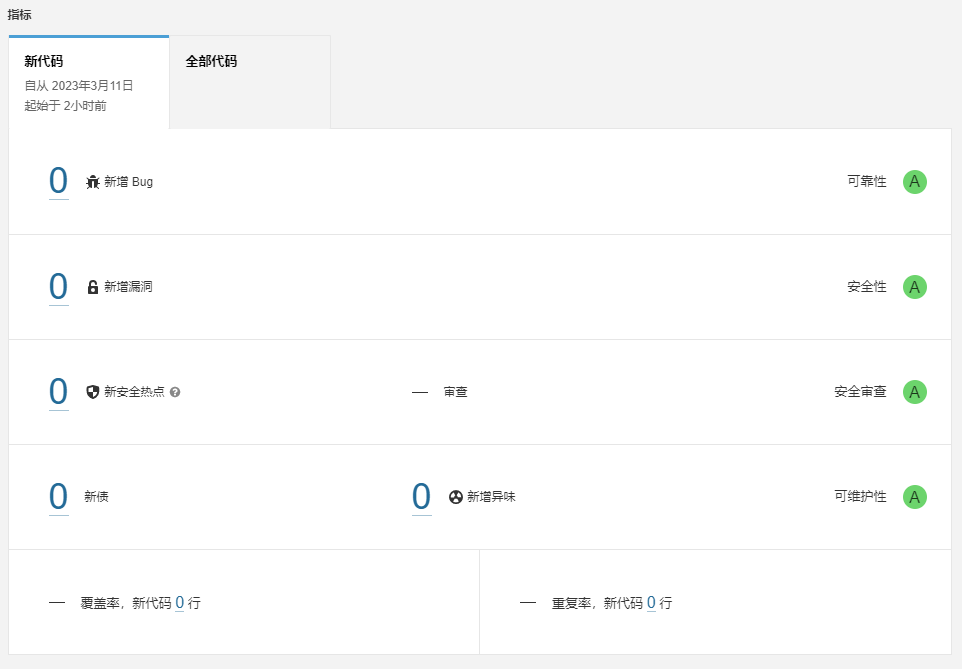 指标
新代码
全部代码
自从 2023年3月11日
起始于 2小时前
0 新增 Bug 可靠性 A
0 新增漏洞 安全性 A
0 新安全热点 ? — 审查 安全审查 A
0 新债 0 新增异味 可维护性 A
— 覆盖率，新代码 0 行 — 重复率，新代码 0 行